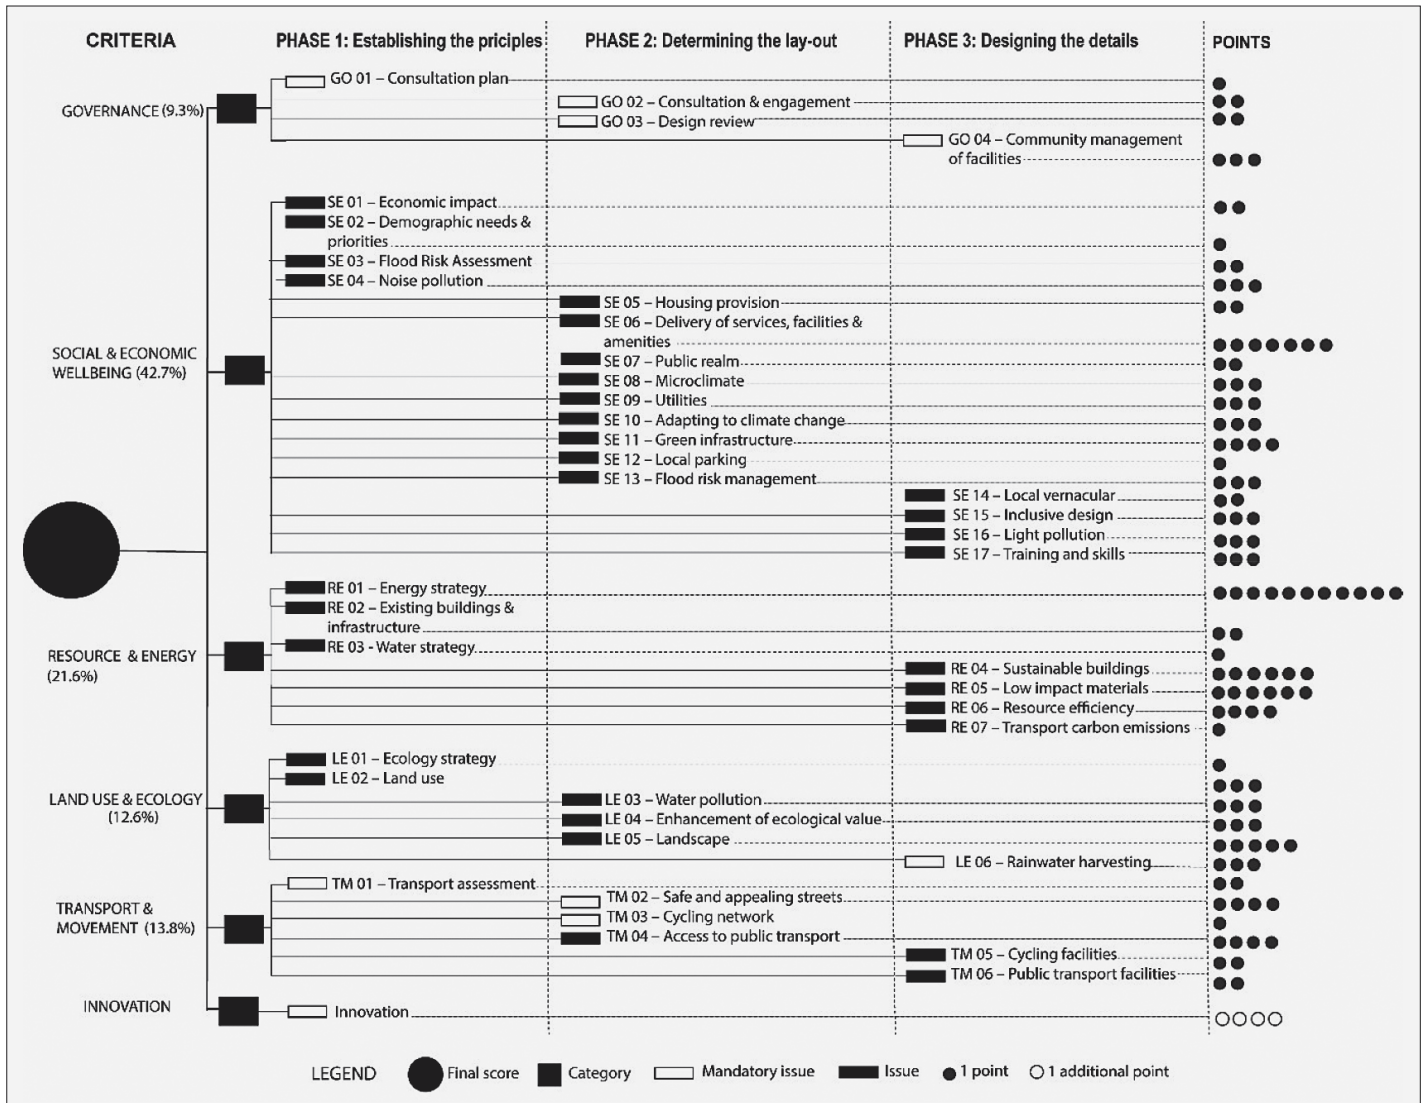 CRITERIA
PHASE 1: Establishing the priciples
PHASE 2: Determining the lay-out
PHASE 3: Designing the details
POINTS
GOVERNANCE (9.3%)
GO 01 – Consultation plan
GO 02 – Consultation & engagement
GO 03 – Design review
GO 04 – Community management
of facilities
SOCIAL & ECONOMIC
WELLBEING (42.7%)
SE 01 – Economic impact
SE 02 – Demographic needs &
priorities
SE 03 – Flood Risk Assessment
SE 04 – Noise pollution
SE 05 – Housing provision
SE 06 – Delivery of services, facilities &
amenities
SE 07 – Public realm
SE 08 – Microclimate
SE 09 – Utilities
SE 10 – Adapting to climate change
SE 11 – Green infrastructure
SE 12 – Local parking
SE 13 – Flood risk management
SE 14 – Local vernacular
SE 15 – Inclusive design
SE 16 – Light pollution
SE 17 – Training and skills
RESOURCE & ENERGY
(21.6%)
RE 01 – Energy strategy
RE 02 – Existing buildings &
infrastructure
RE 03 - Water strategy
RE 04 – Sustainable buildings
RE 05 – Low impact materials
RE 06 – Resource efficiency
RE 07 – Transport carbon emissions
LAND USE & ECOLOGY
(12.6%)
LE 01 – Ecology strategy
LE 02 – Land use
LE 03 – Water pollution
LE 04 – Enhancement of ecological value
LE 05 – Landscape
LE 06 – Rainwater harvesting
TRANSPORT &
MOVEMENT (13.8%)
TM 01 – Transport assessment
TM 02 – Safe and appealing streets
TM 03 – Cycling network
TM 04 – Access to public transport
TM 05 – Cycling facilities
TM 06 – Public transport facilities
INNOVATION
Innovation
LEGEND
Final score
Category
Mandatory issue
Issue
1 point
1 additional point